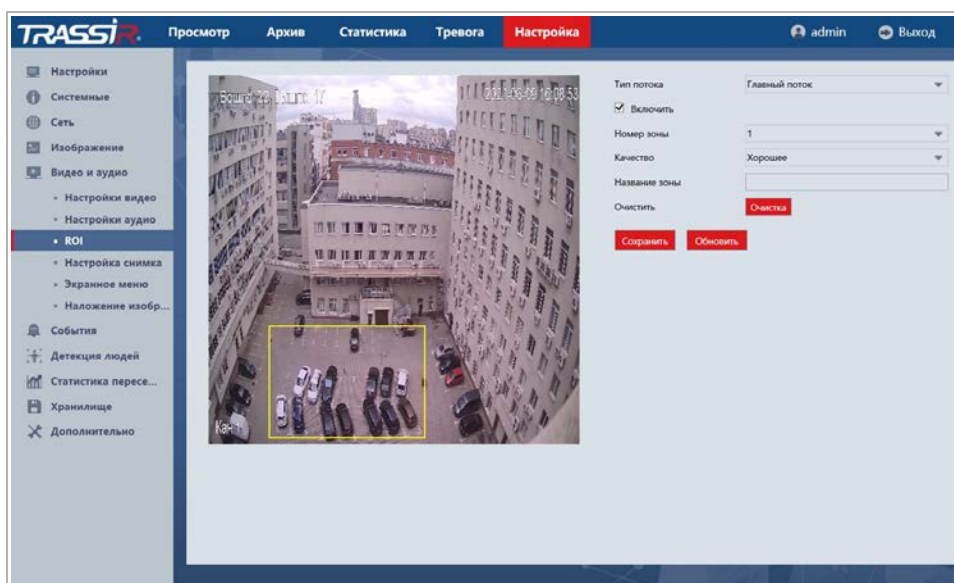 TRASSIR
Просмотр Архив Статистика Тревога Настройка admin Выход
Настройки
Системные
Сеть
Изображение
Видео и аудио
Настройки видео
Настройки аудио
ROI
Настройка снимка
Экранное меню
Наложение изобр...
События
Детекция людей
Статистика пересе...
Хранилище
Дополнительно
Тип потока Главный поток
Включить
Номер зоны 1
Качество Хорошее
Название зоны
Очистить Очистка
Сохранить Обновить